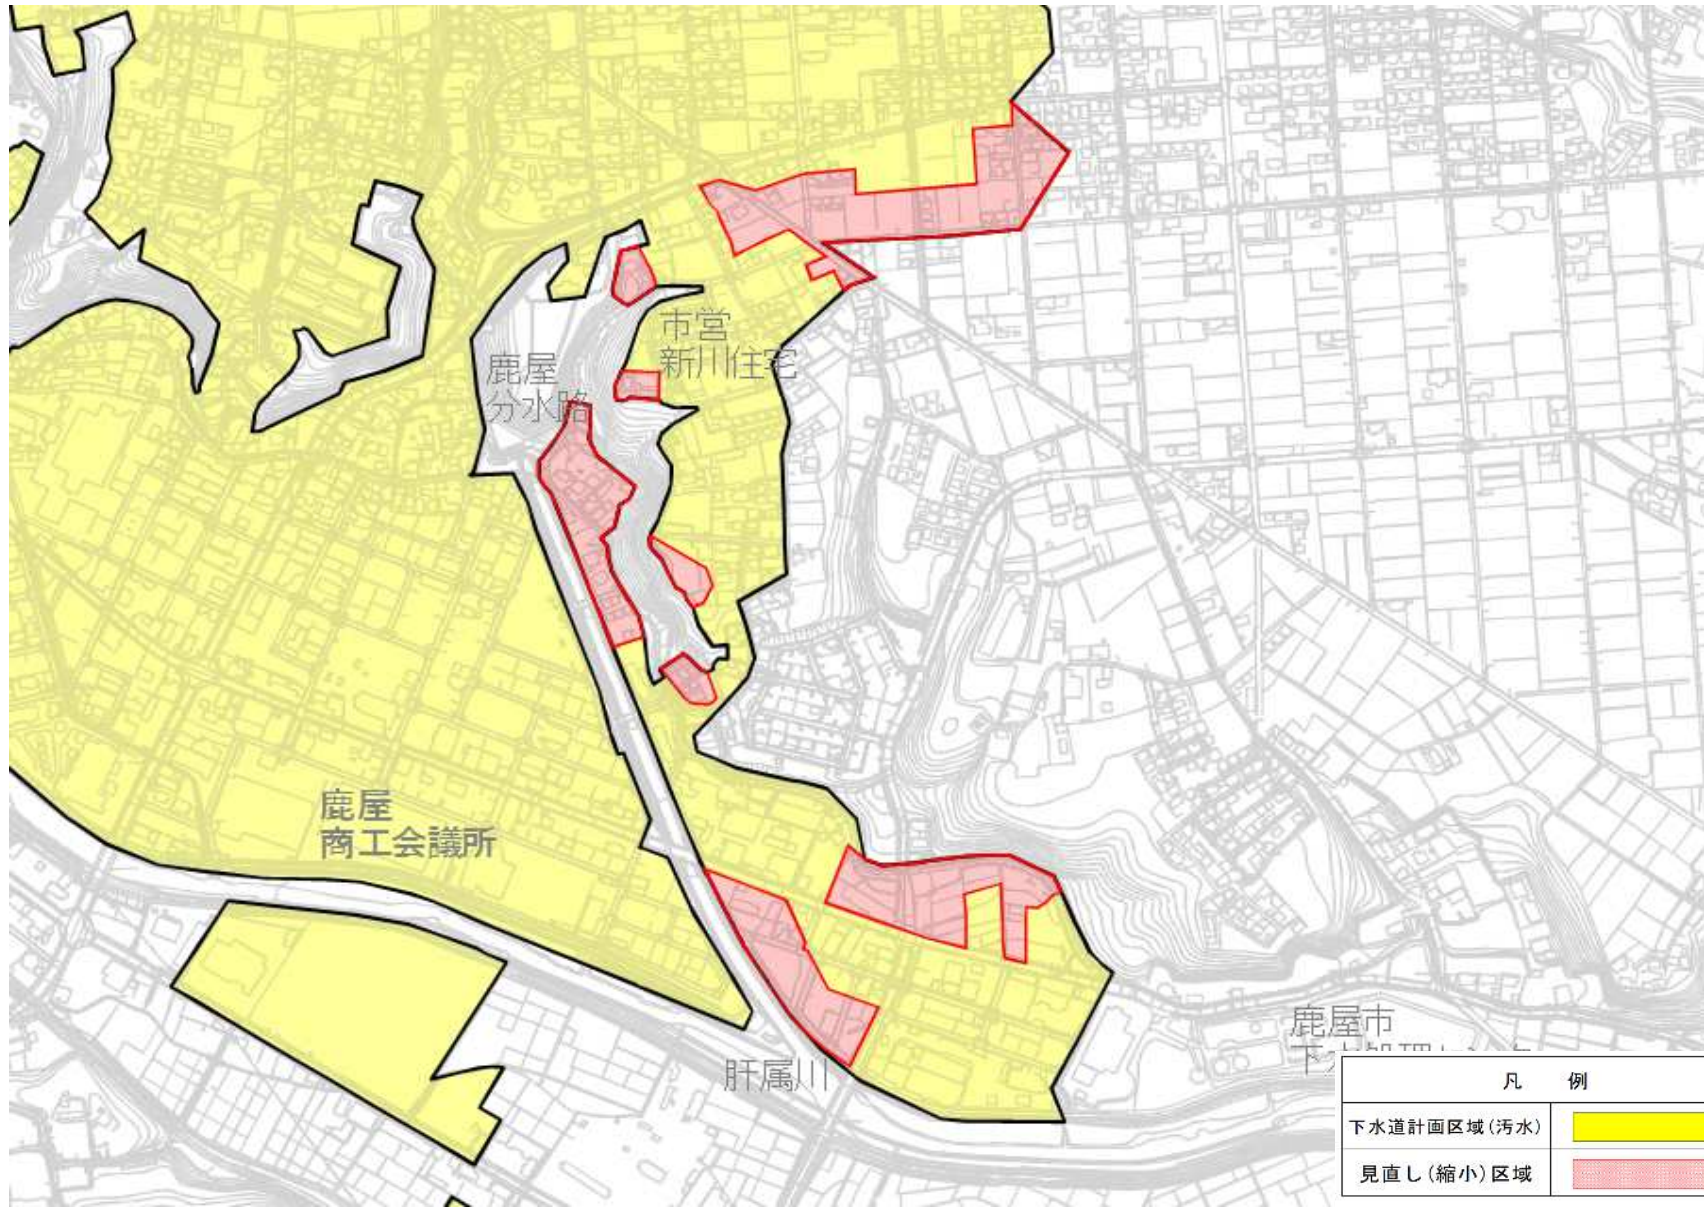 市営
新川住宅
鹿屋
分水路
鹿屋
商工会議所
肝属川
鹿屋市
凡 例
下水道計画区域(汚水)
見直し(縮小)区域